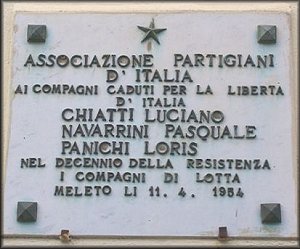 ASSOCIAZIONE PARTIGIANI
D'ITALIA
AI COMPAGNI CADUTI PER LA LIBERTA
D'ITALIA
CHIATTI LUCIANO
NAVARRINI PASQUALE
PANICHI LORIS
NEL DECENNIO DELLA RESISTENZA
I COMPAGNI DI LOTTA
MELETO LI 11. 4. 1954